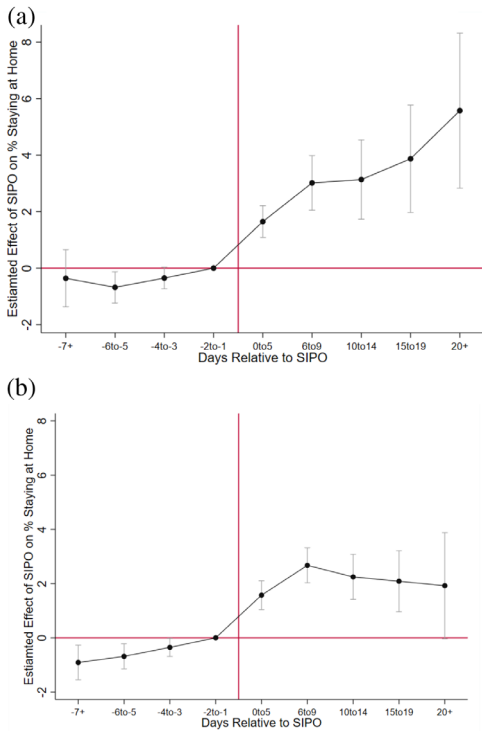 (a)
Estiamted Effect of SIPO on % Staying at Home
8
6
4
2
0
-2
-7+ -6to-5 -4to-3 -2to-1 0to5 6to9 10to14 15to19 20+
Days Relative to SIPO
(b)
Estiamted Effect of SIPO on % Staying at Home
8
6
4
2
0
-2
-7+ -6to-5 -4to-3 -2to-1 0to5 6to9 10to14 15to19 20+
Days Relative to SIPO